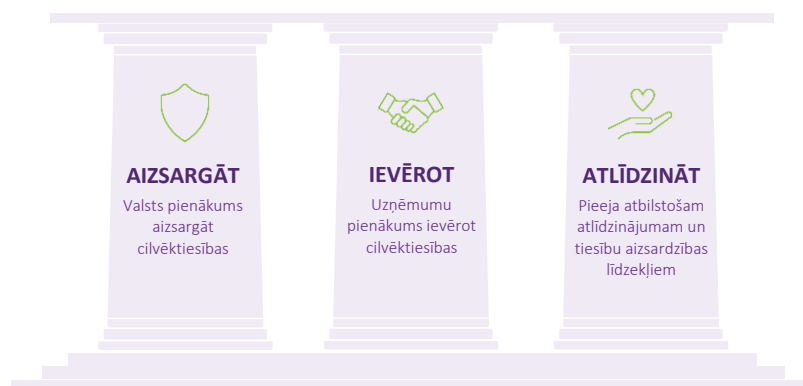 AIZSARGĀT
Valsts pienākums
aizsargāt
cilvēktiesības
IEVĒROT
Uzņēmumu
pienākums ievērot
cilvēktiesības
ATLĪDZINĀT
Pieeja atbilstošam
atlīdzinājumam un
tiesību aizsardzības
līdzekļiem